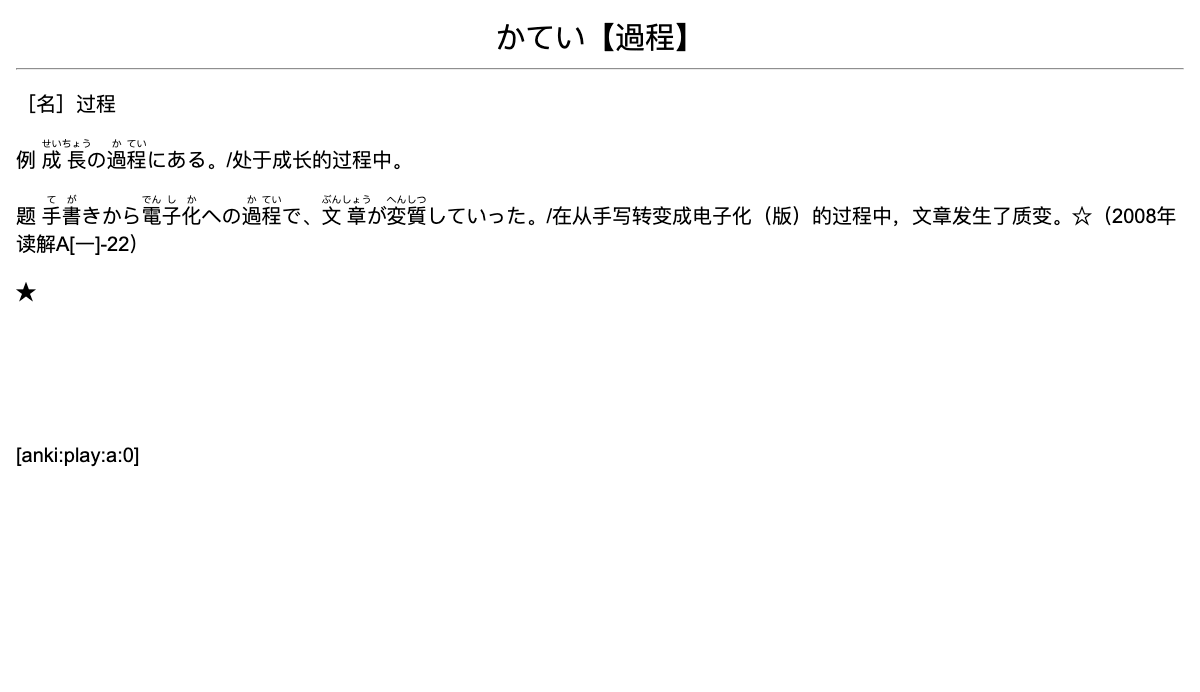 かてい【過程】
［名］过程
せいちょう か てい
例 成長の過程にある。/处于成长的过程中。
て が でん し か か てい ぶんしょう へんしつ
题 手書きから電子化への過程で、文章が変質していった。/在从手写转变成电子化（版）的过程中，文章发生了质变。☆（2008年
读解A[一]-22）
★
[anki:play:a:0]